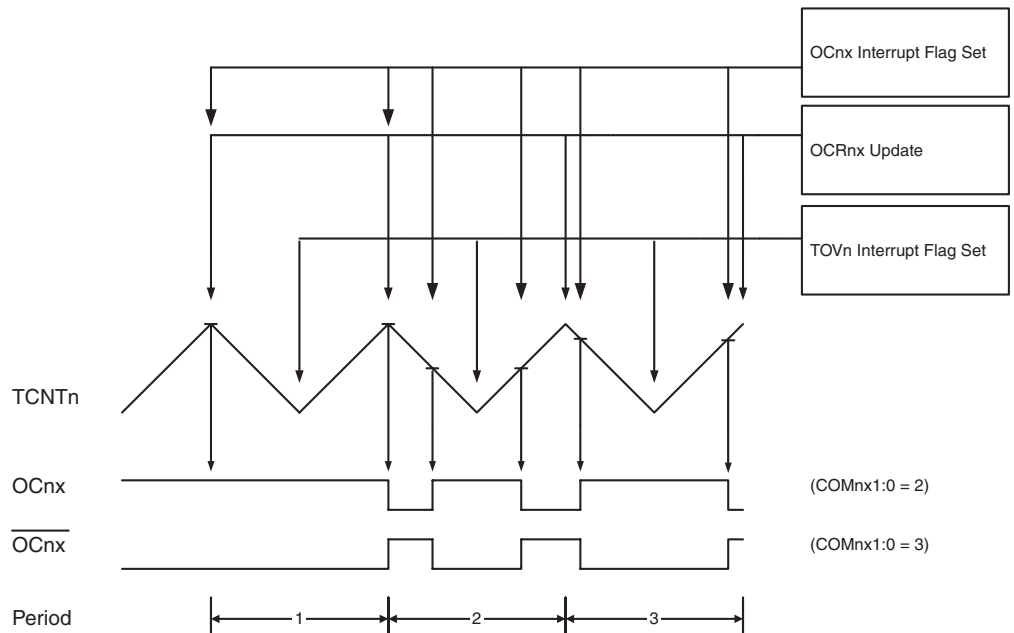 OCnx Interrupt Flag Set
OCRnx Update
TOVn Interrupt Flag Set
TCNTn
OCnx
(COMnx1:0 = 2)
OCnx
(COMnx1:0 = 3)
Period
1
2
3